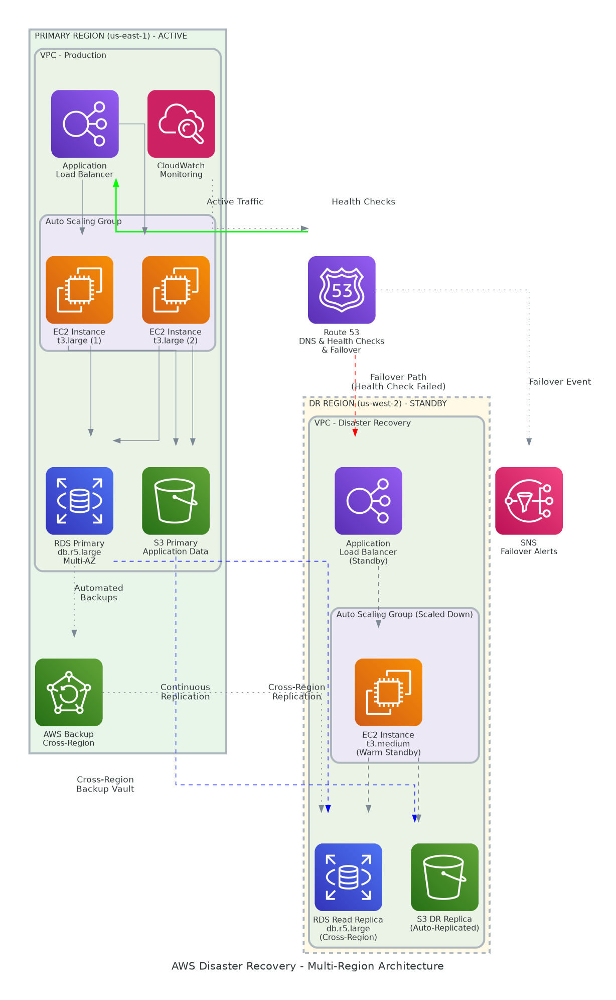 PRIMARY REGION (us-east-1) - ACTIVE
VPC - Production
Application
Load Balancer
CloudWatch
Monitoring
Active Traffic
Health Checks
Auto Scaling Group
EC2 Instance
t3.large (1)
EC2 Instance
t3.large (2)
53
Route 53
DNS & Health Checks
& Failover
Failover Path
(Health Check Failed)
Failover Event
DR REGION (us-west-2) - STANDBY
VPC - Disaster Recovery
RDS Primary
db.r5.large
Multi-AZ
S3 Primary
Application Data
Application
Load Balancer
(Standby)
SNS
Failover Alerts
Automated
Backups
Auto Scaling Group (Scaled Down)
Continuous
Replication
Cross-Region
Replication
AWS Backup
Cross-Region
EC2 Instance
t3.medium
(Warm Standby)
Cross-Region
Backup Vault
RDS Read Replica
db.r5.large
(Cross-Region)
S3 DR Replica
(Auto-Replicated)
AWS Disaster Recovery - Multi-Region Architecture